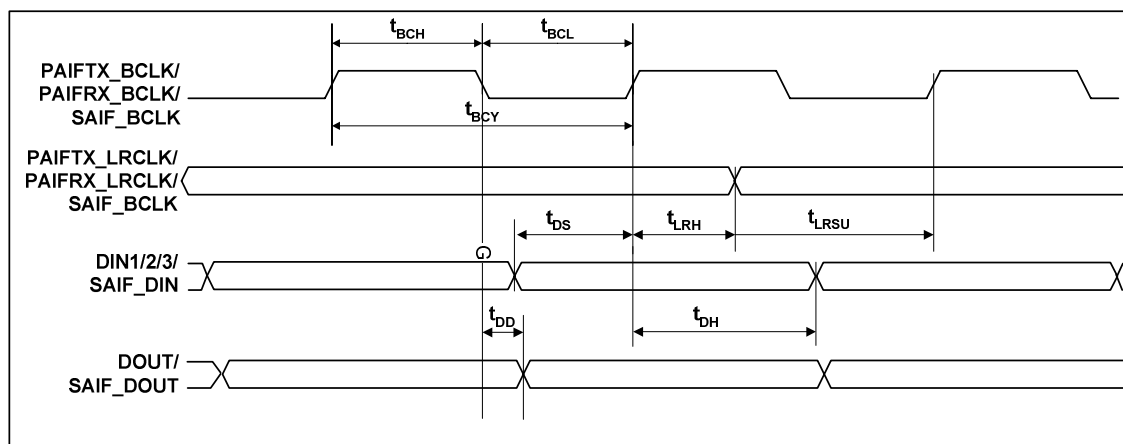 tBCH
tBCL
PAIFTX_BCLK/
PAIFRX_BCLK/
SAIF_BCLK
tBCY
PAIFTX_LRCLK/
PAIFRX_LRCLK/
SAIF_BCLK
tDS
tLRH
tLRSU
G
DIN1/2/3/
SAIF_DIN
tDD
tDH
DOUT/
SAIF_DOUT